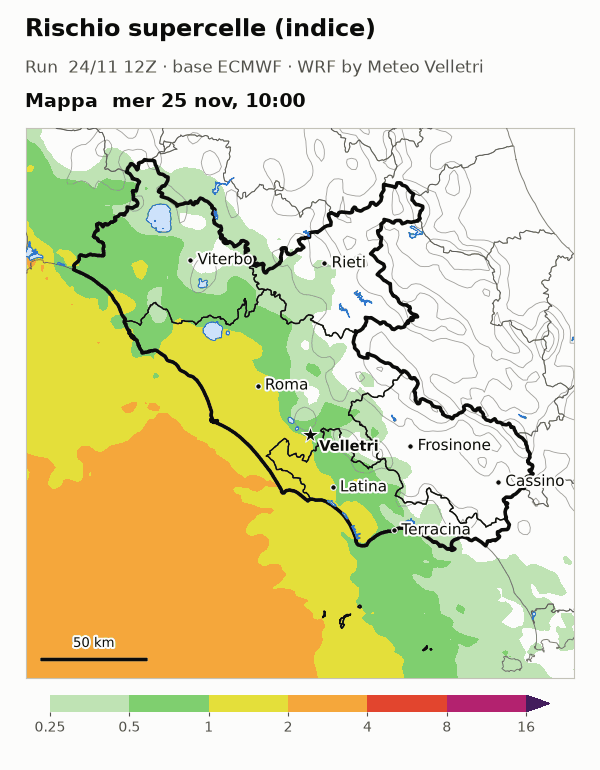 Rischio supercelle (indice)
Run  24/11 12Z · base ECMWF · WRF by Meteo Velletri
Mappa  mer 25 nov, 10:00
Viterbo
Rieti
Roma
Velletri
Frosinone
Cassino
Latina
Terracina
50 km
0.25 0.5 1 2 4 8 16